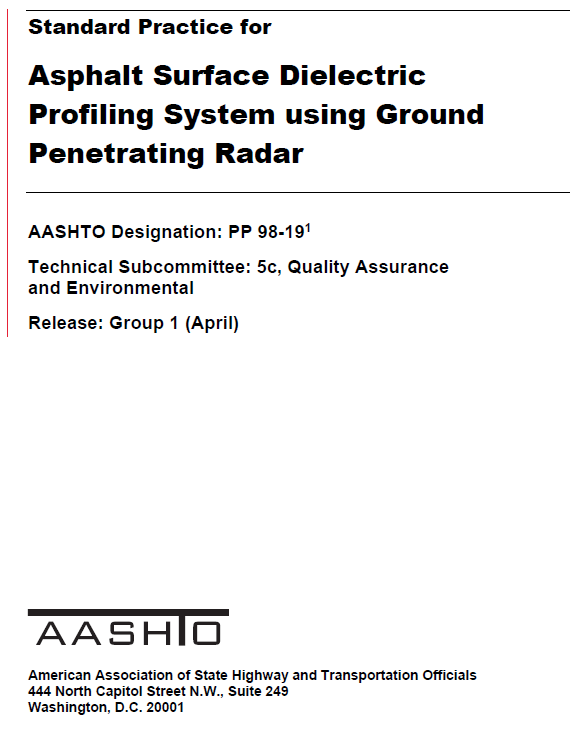 Standard Practice for
Asphalt Surface Dielectric
Profiling System using Ground
Penetrating Radar
AASHTO Designation: PP 98-19¹
Technical Subcommittee: 5c, Quality Assurance
and Environmental
Release: Group 1 (April)
AASHTO
American Association of State Highway and Transportation Officials
444 North Capitol Street N.W., Suite 249
Washington, D.C. 20001